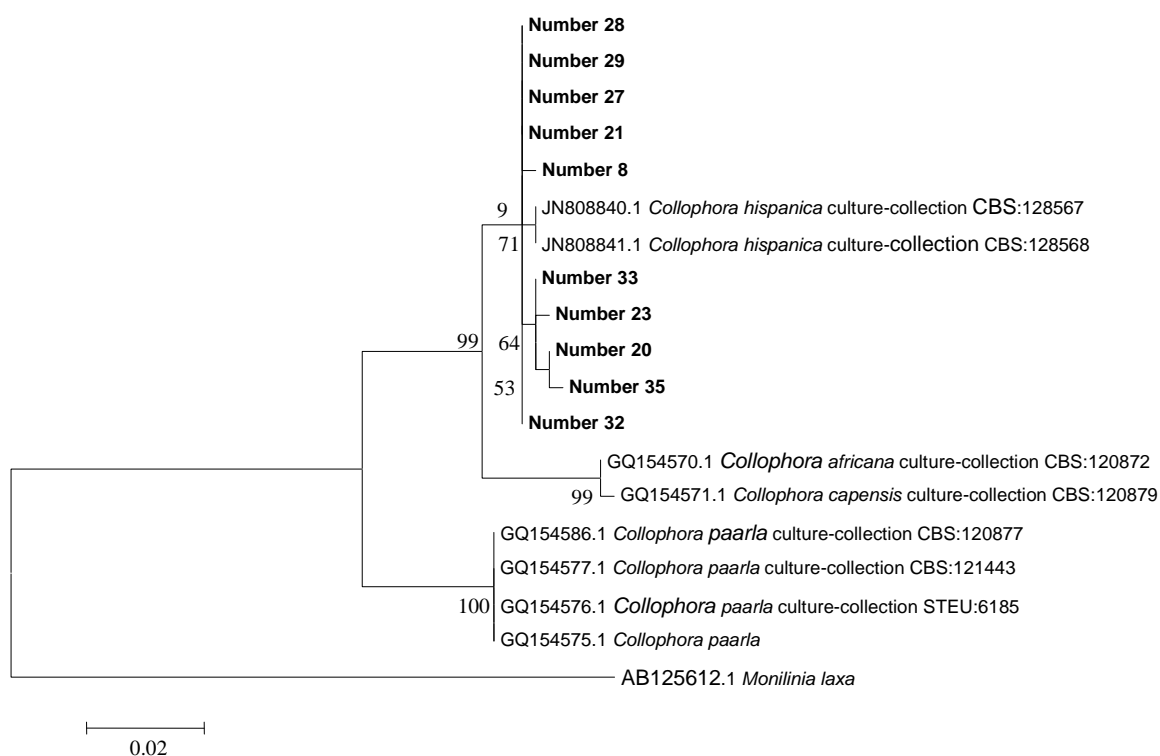 Number 28
Number 29
Number 27
Number 21
Number 8
9
JN808840.1 Collophora hispanica culture-collection CBS:128567
71
JN808841.1 Collophora hispanica culture-collection CBS:128568
Number 33
Number 23
99
64
Number 20
53
Number 35
Number 32
GQ154570.1 Collophora africana culture-collection CBS:120872
99
GQ154571.1 Collophora capensis culture-collection CBS:120879
GQ154586.1 Collophora paarla culture-collection CBS:120877
GQ154577.1 Collophora paarla culture-collection CBS:121443
100
GQ154576.1 Collophora paarla culture-collection STEU:6185
GQ154575.1 Collophora paarla
AB125612.1 Monilinia laxa
0.02